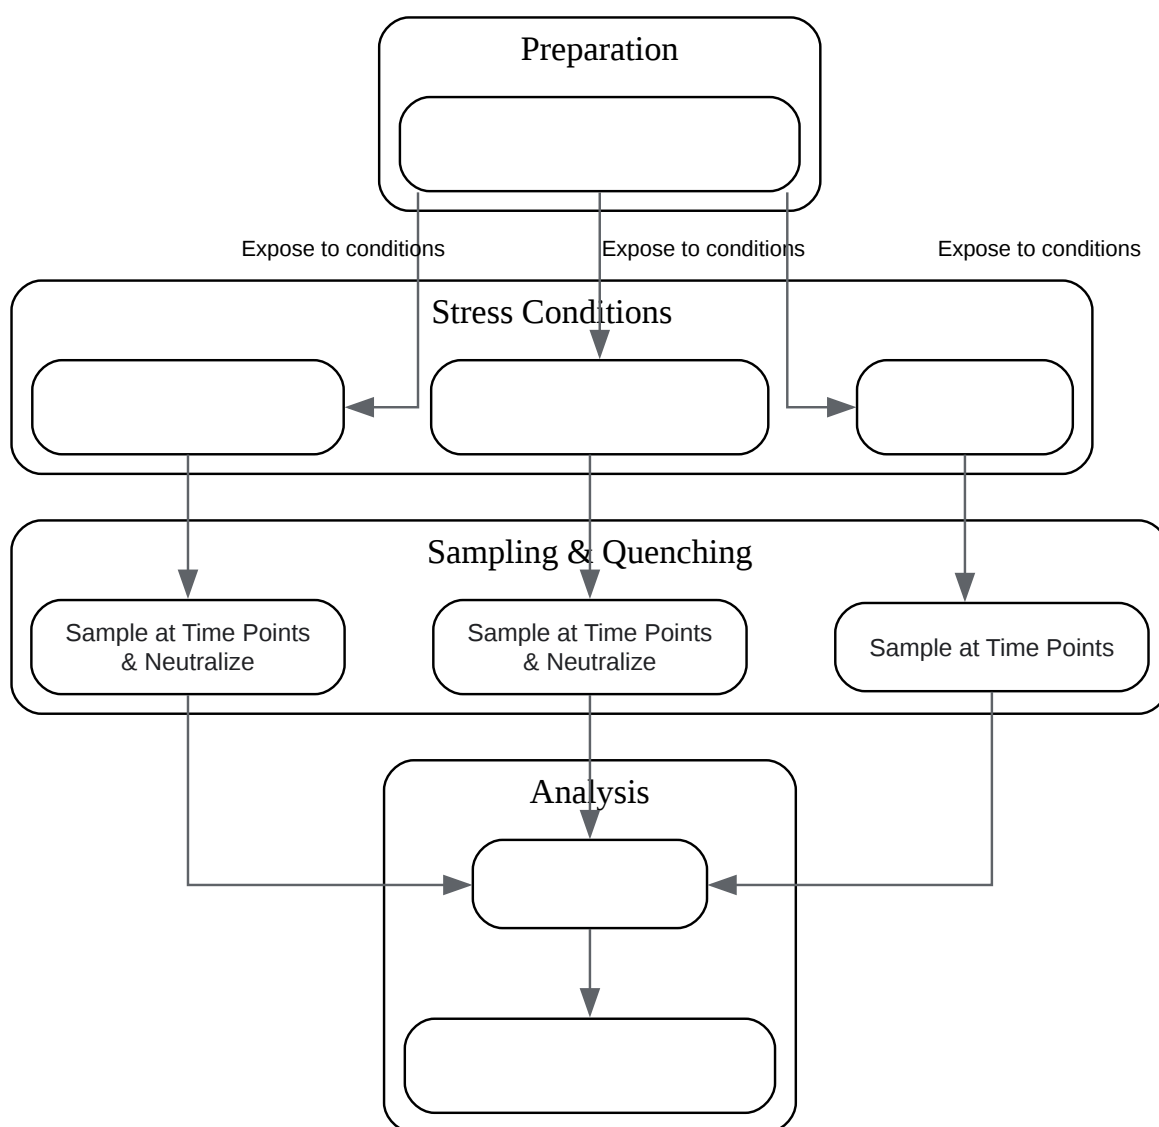 Preparation
Expose to conditions
Expose to conditions
Expose to conditions
Stress Conditions
Sampling & Quenching
Sample at Time Points
& Neutralize
Sample at Time Points
& Neutralize
Sample at Time Points
Analysis